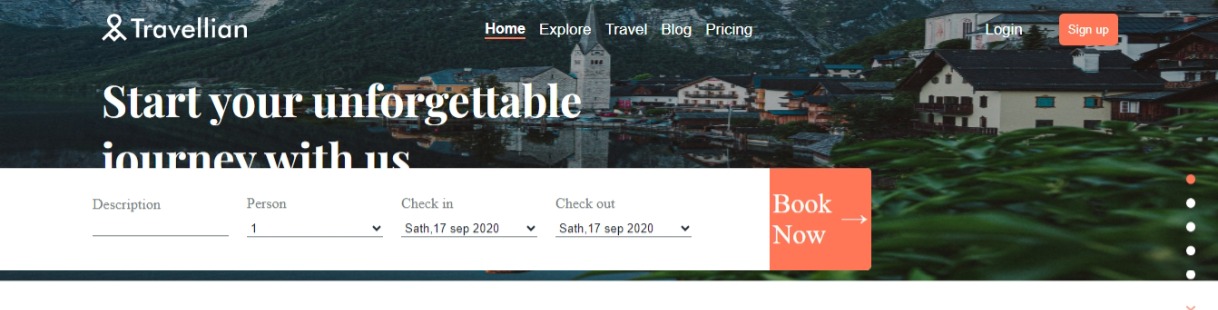 Travellian
Home Explore Travel Blog Pricing
Login
Sign up
Start your unforgettable
journey with us
Description
Person
Check in
Check out
1
Sath,17 sep 2020
Sath,17 sep 2020
Book
Now